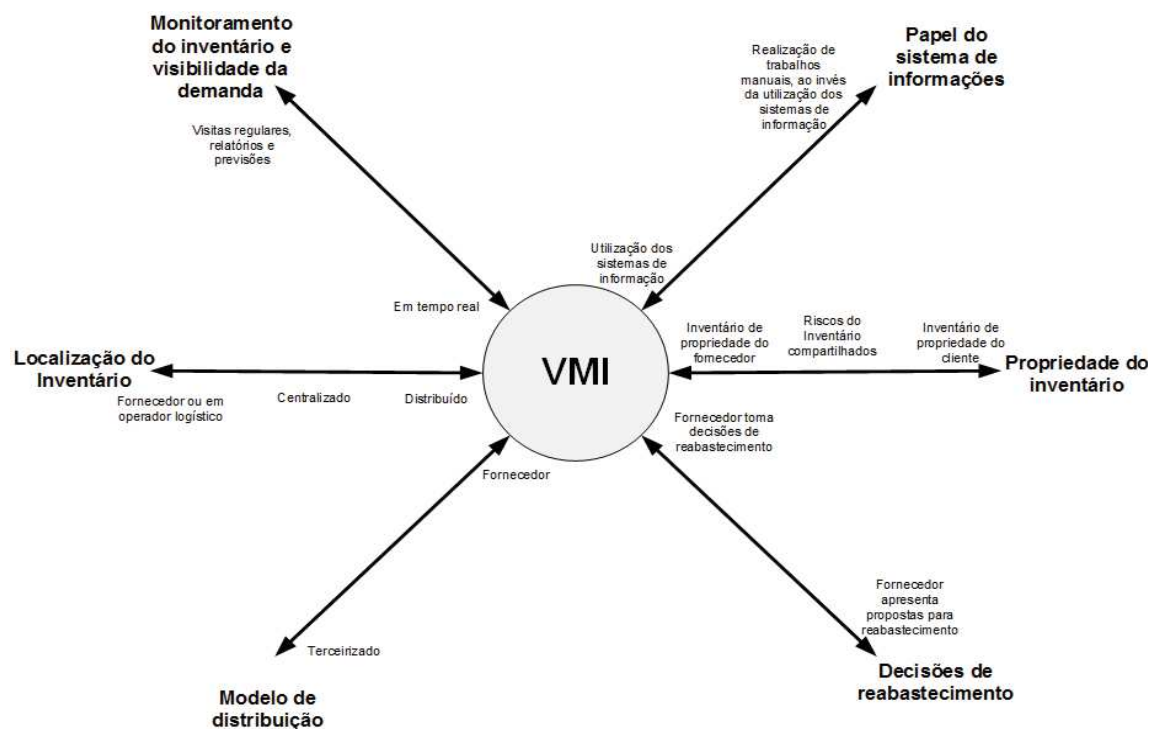 Monitoramento
do inventário e
visibilidade da
demanda
Visitas regulares,
relatórios e
previsões
Em tempo real
Papel do
sistema de
informações
Realização de
trabalhos
manuais, ao invés
da utilização dos
sistemas de
informação
Utilização dos
sistemas de
informação
Localização do
Inventário
Fornecedor ou em
operador logístico
Centralizado
Distribuído
VMI
Inventário de
propriedade do
fornecedor
Riscos do
Inventário
compartilhados
Inventário de
propriedade do
cliente
Propriedade do
inventário
Fornecedor toma
decisões de
reabastecimento
Fornecedor
Terceirizado
Modelo de
distribuição
Fornecedor
apresenta
propostas para
reabastecimento
Decisões de
reabastecimento